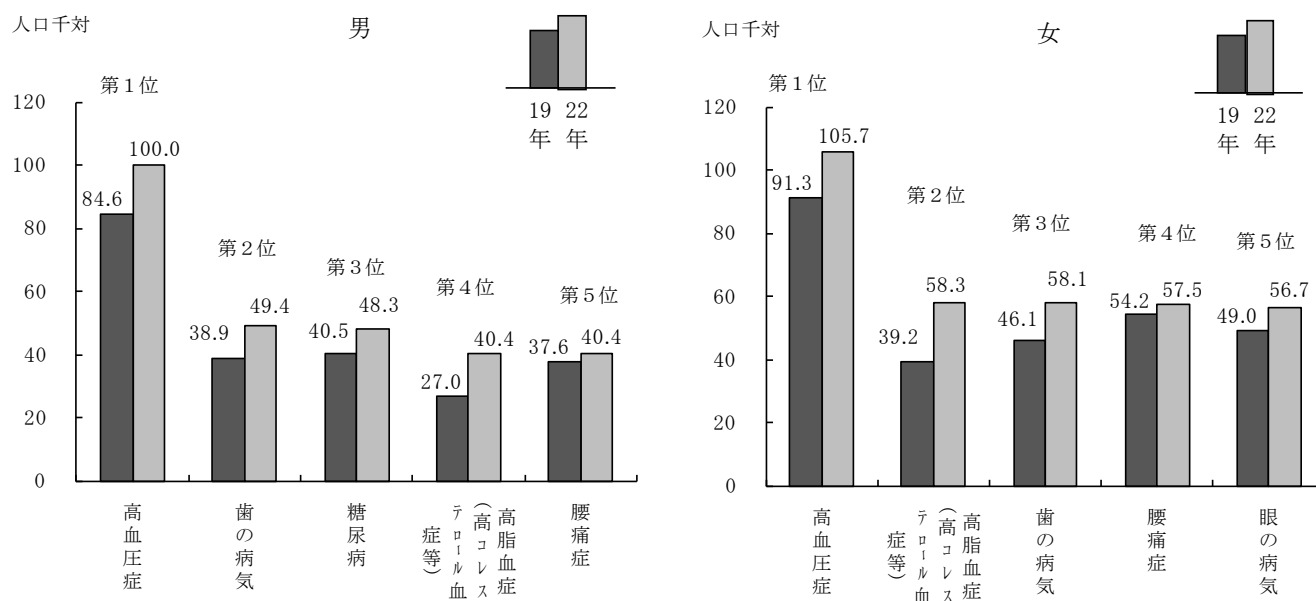 人口千対
男
19年
22年
120
100
80
60
40
20
0
第1位
84.6
100.0
第2位
38.9
49.4
第3位
40.5
48.3
第4位
27.0
40.4
第5位
37.6
40.4
高血圧症
歯の病気
糖尿病
高脂血症
(高コレス
テロール血
症等)
腰痛症
人口千対
女
19年
22年
120
100
80
60
40
20
0
第1位
91.3
105.7
第2位
39.2
58.3
第3位
46.1
58.1
第4位
54.2
57.5
第5位
49.0
56.7
高血圧症
高脂血症
(高コレス
テロール血
症等)
歯の病気
腰痛症
眼の病気